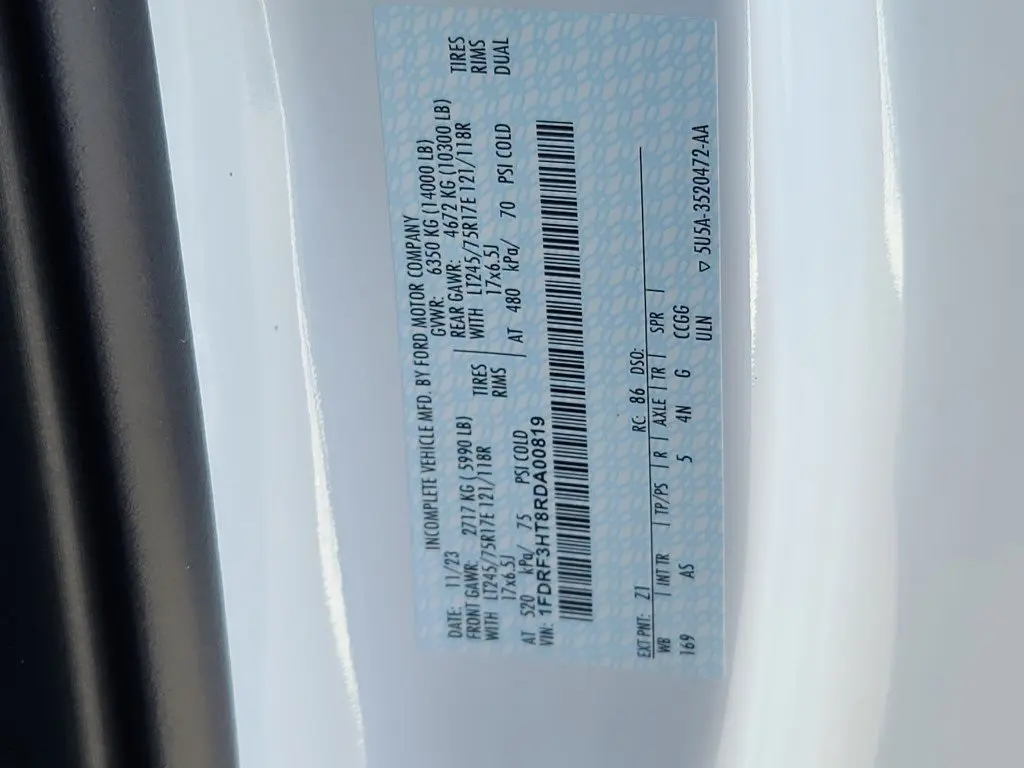 INCOMPLETE VEHICLE MFD. BY FORD MOTOR COMPANY
DATE: 11/23 GVWR: 6350 KG (14000 LB)
FRONT GAWR: 2717 KG ( 5990 LB) REAR GAWR: 4672 KG (10300 LB)
WITH LT245/75R17E 121/118R TIRES WITH LT245/75R17E 121/118R TIRES
17x6.5J RIMS 17x6.5J RIMS
AT 520 kPa/ 75 PSI COLD AT 480 kPa/ 70 PSI COLD DUAL
VIN: 1FDRF3HT8RDA00819
EXT PNT: Z1 RC: 86 DSO:
WB | INT TR | TP/PS | R | AXLE | TR | SPR |
169 AS 5 4N G CCGG
ULN ▽ 5U5A-3520472-AA